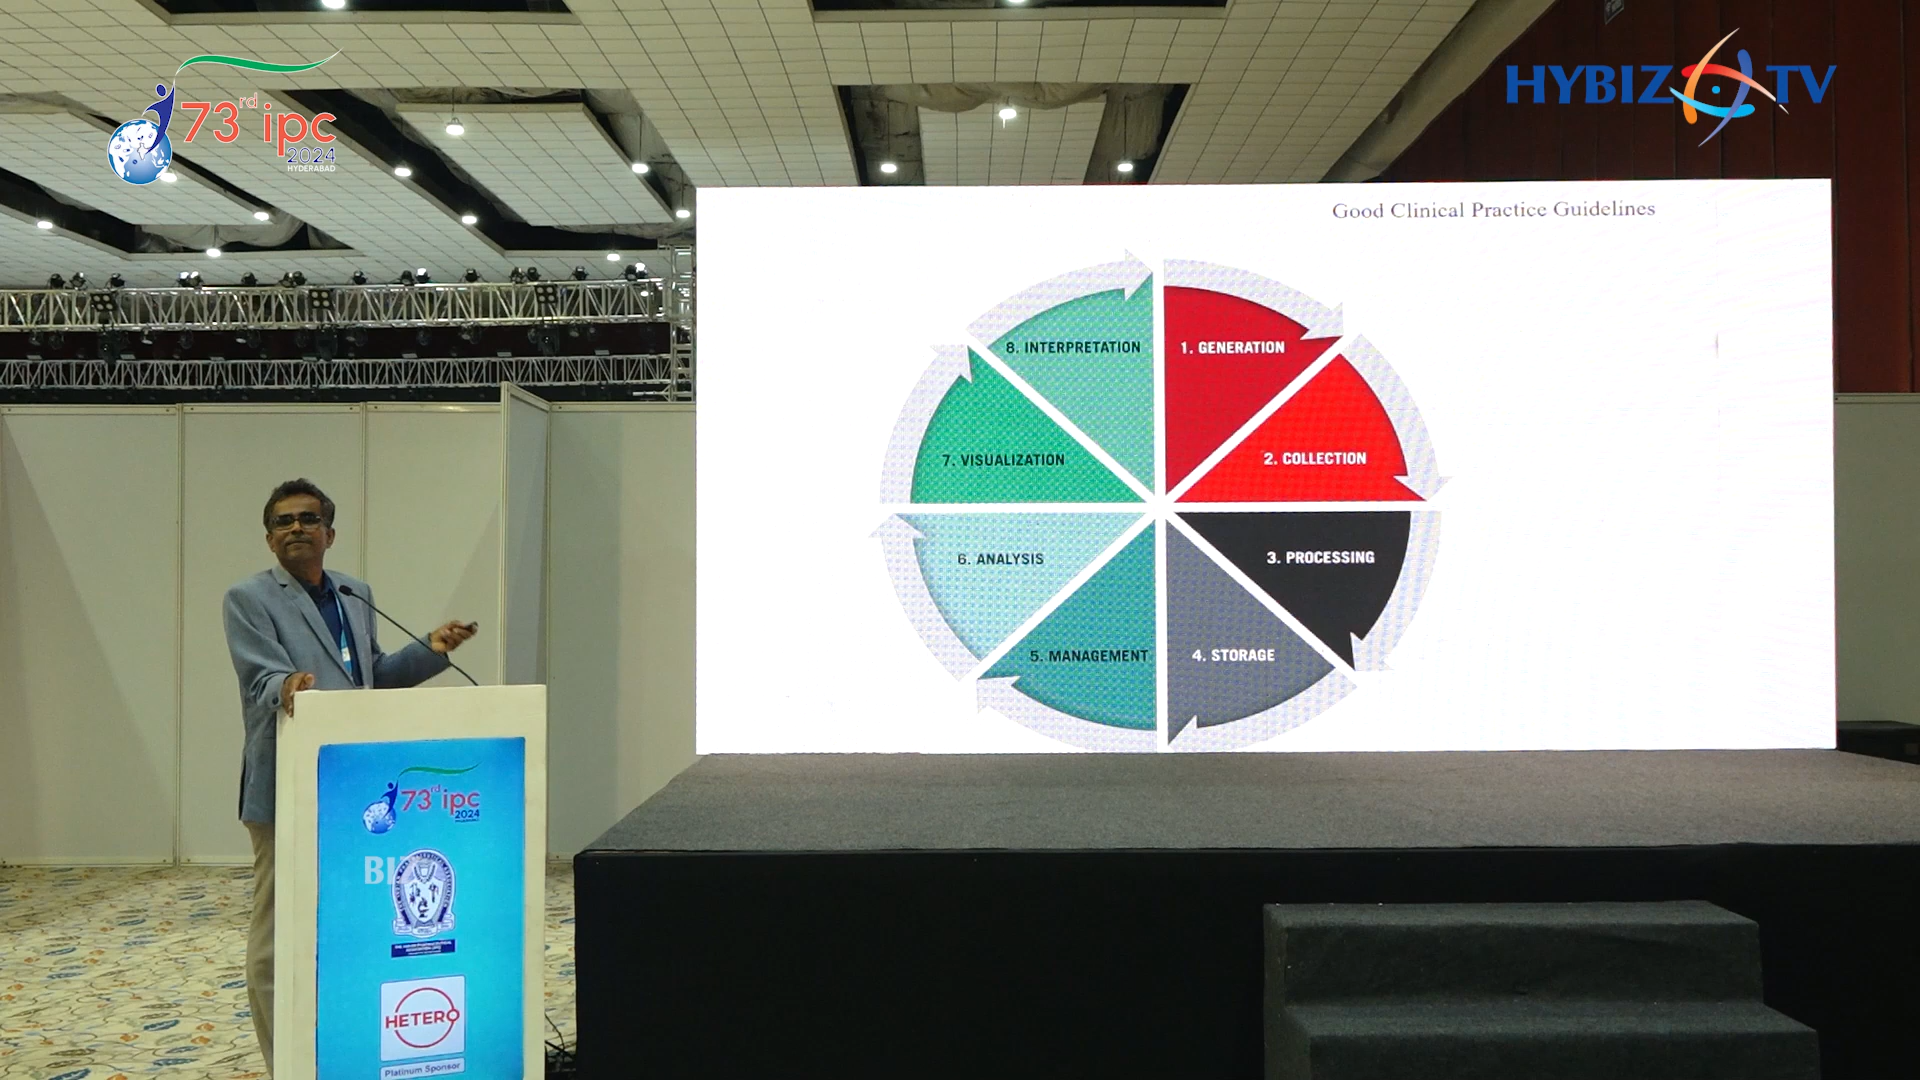 73rd ipc
2024
HYDERABAD
HYBIZ TV
Good Clinical Practice Guidelines
8. INTERPRETATION
1. GENERATION
7. VISUALIZATION
2. COLLECTION
6. ANALYSIS
3. PROCESSING
5. MANAGEMENT
4. STORAGE
73rd ipc
2024
HETERO
Platinum Sponsor